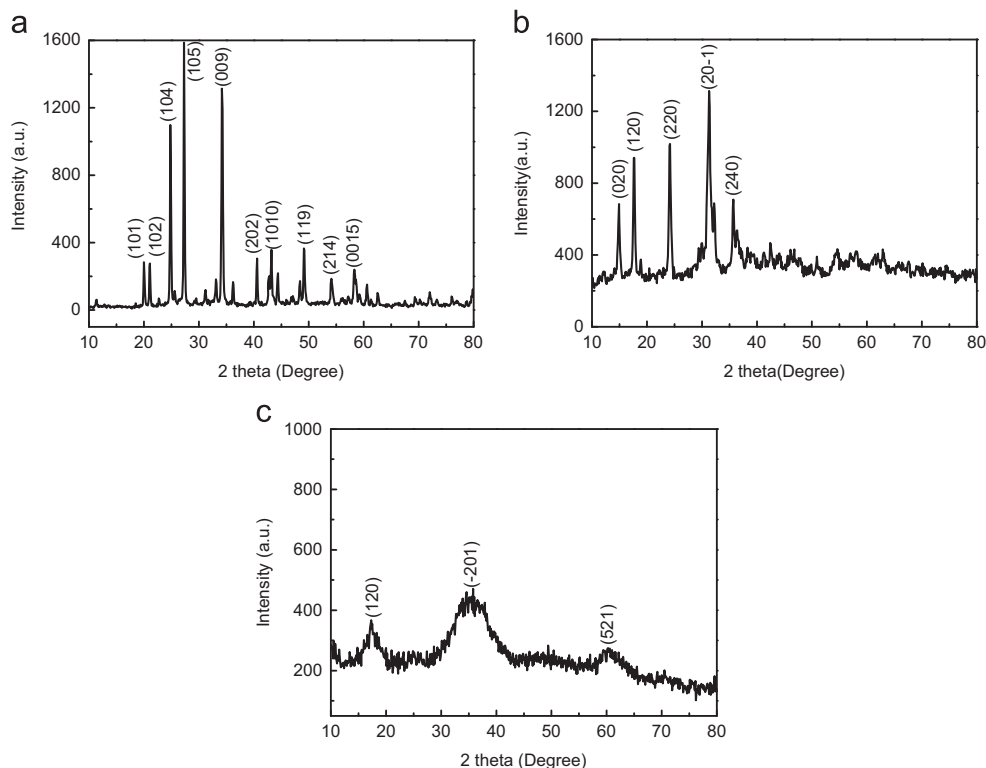 a
1600
1200
800
400
0
Intensity (a.u.)
(101)
(102)
(104)
(105)
(009)
(202)
(1010)
(119)
(214)
(0015)
10 20 30 40 50 60 70 80
2 theta (Degree)
b
1600
1200
800
400
0
Intensity(a.u.)
(020)
(120)
(220)
(20-1)
(240)
10 20 30 40 50 60 70 80
2 theta(Degree)
c
1000
800
600
400
200
Intensity (a.u.)
(120)
(-201)
(521)
10 20 30 40 50 60 70 80
2 theta (Degree)